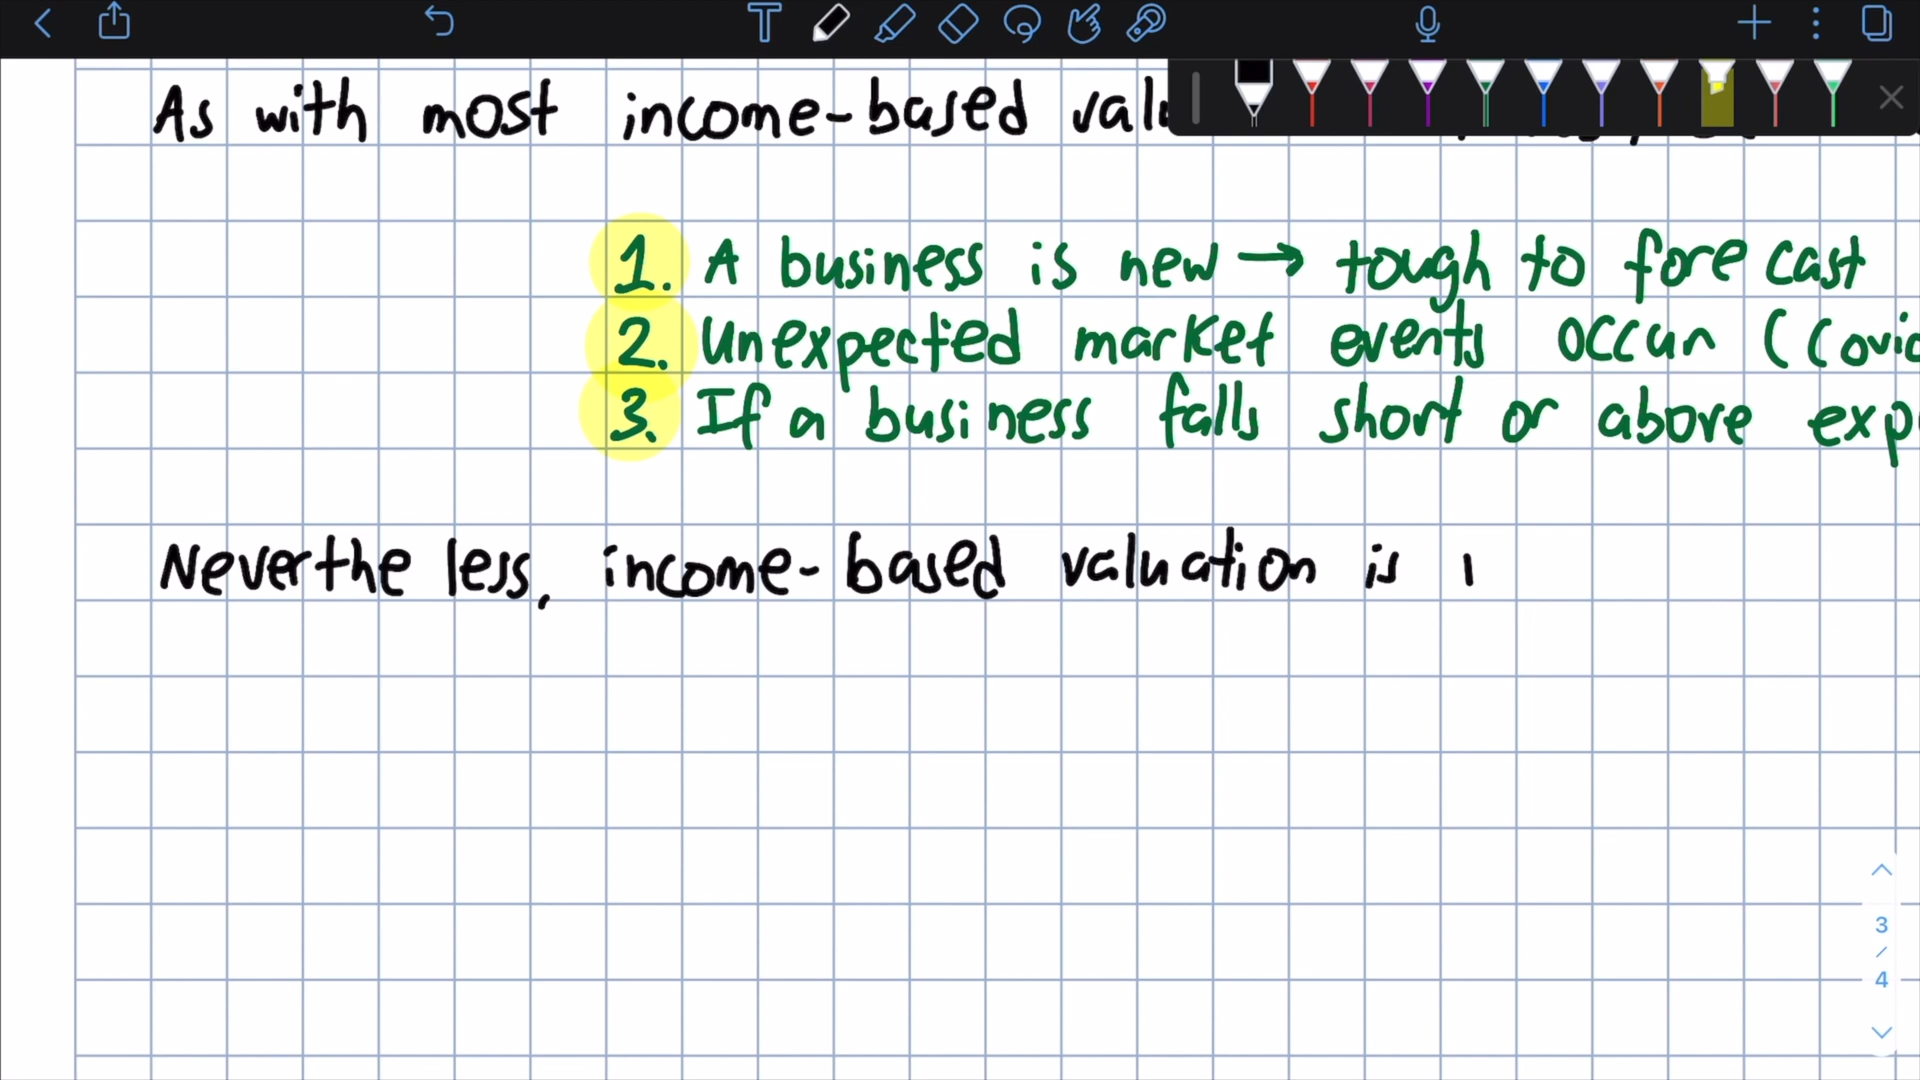 As with most income-based val
1. A business is new → tough to forecast
2. Unexpected market events occur (Covid
3. If a business falls short or above exp
Nevertheless, income-based valuation is
3
/
4